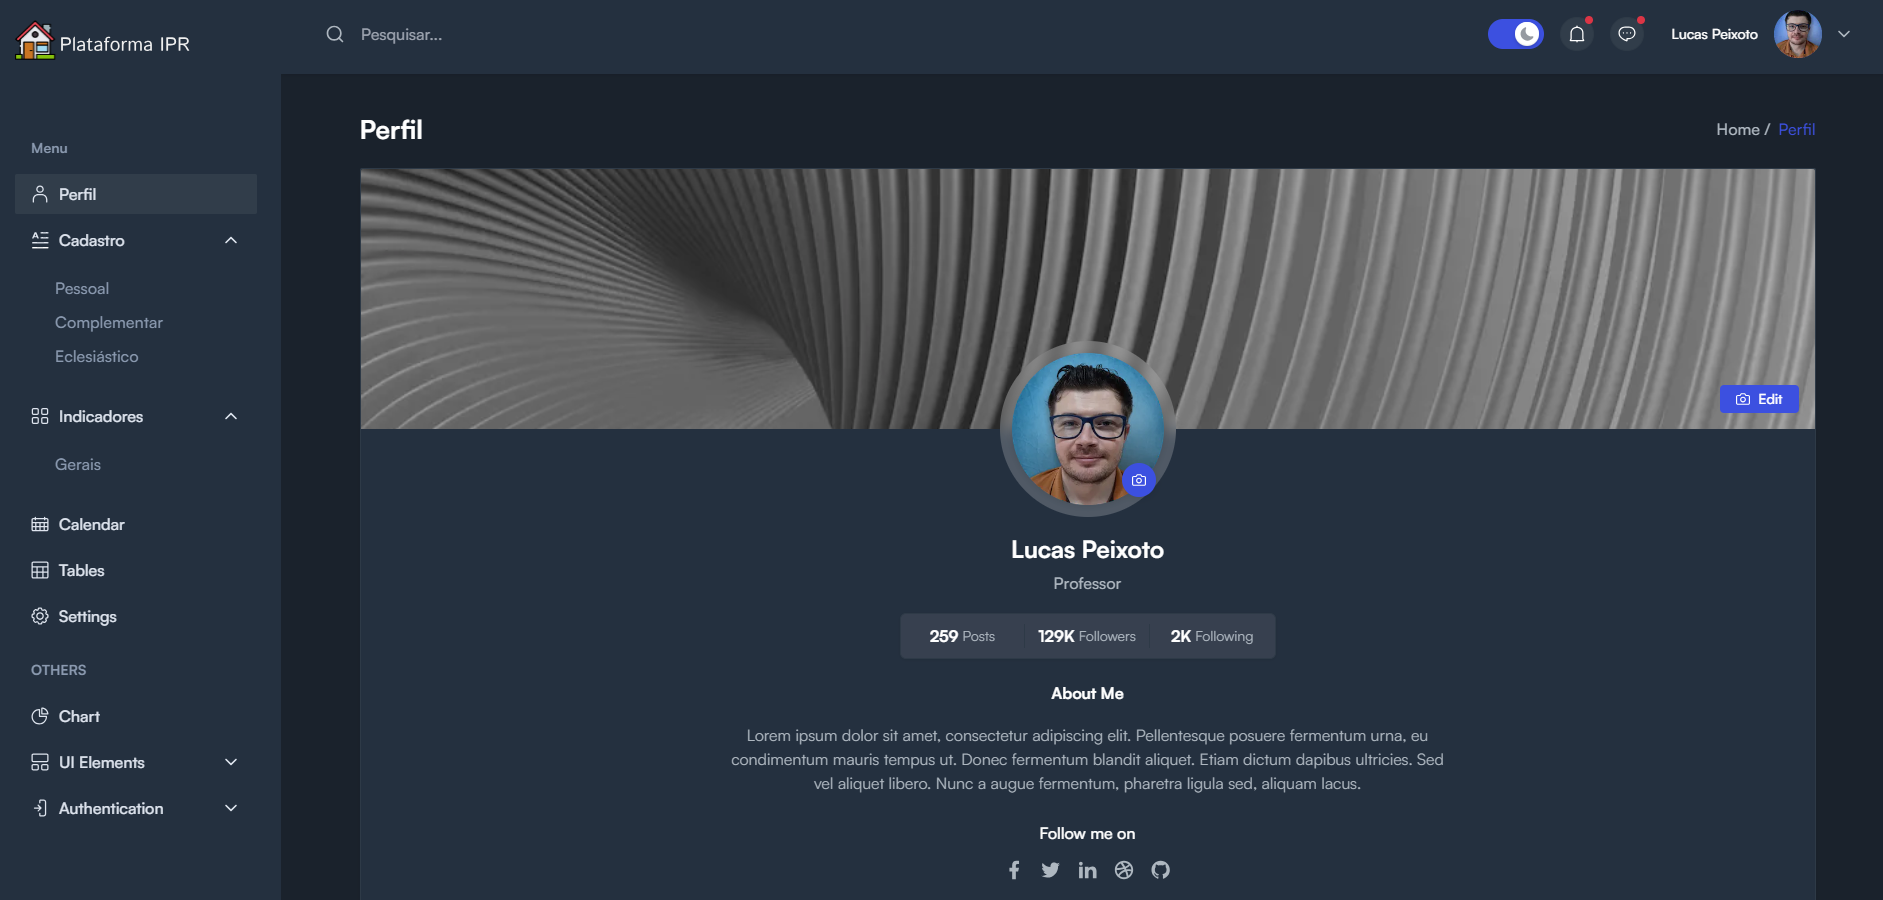 Plataforma IPR
Pesquisar...
Lucas Peixoto
Menu
Perfil
Cadastro
Pessoal
Complementar
Eclesiástico
Indicadores
Gerais
Calendar
Tables
Settings
OTHERS
Chart
UI Elements
Authentication
Perfil
Home / Perfil
Edit
Lucas Peixoto
Professor
259 Posts 129K Followers 2K Following
About Me
Lorem ipsum dolor sit amet, consectetur adipiscing elit. Pellentesque posuere fermentum urna, eu
condimentum mauris tempus ut. Donec fermentum blandit aliquet. Etiam dictum dapibus ultricies. Sed
vel aliquet libero. Nunc a augue fermentum, pharetra ligula sed, aliquam lacus.
Follow me on